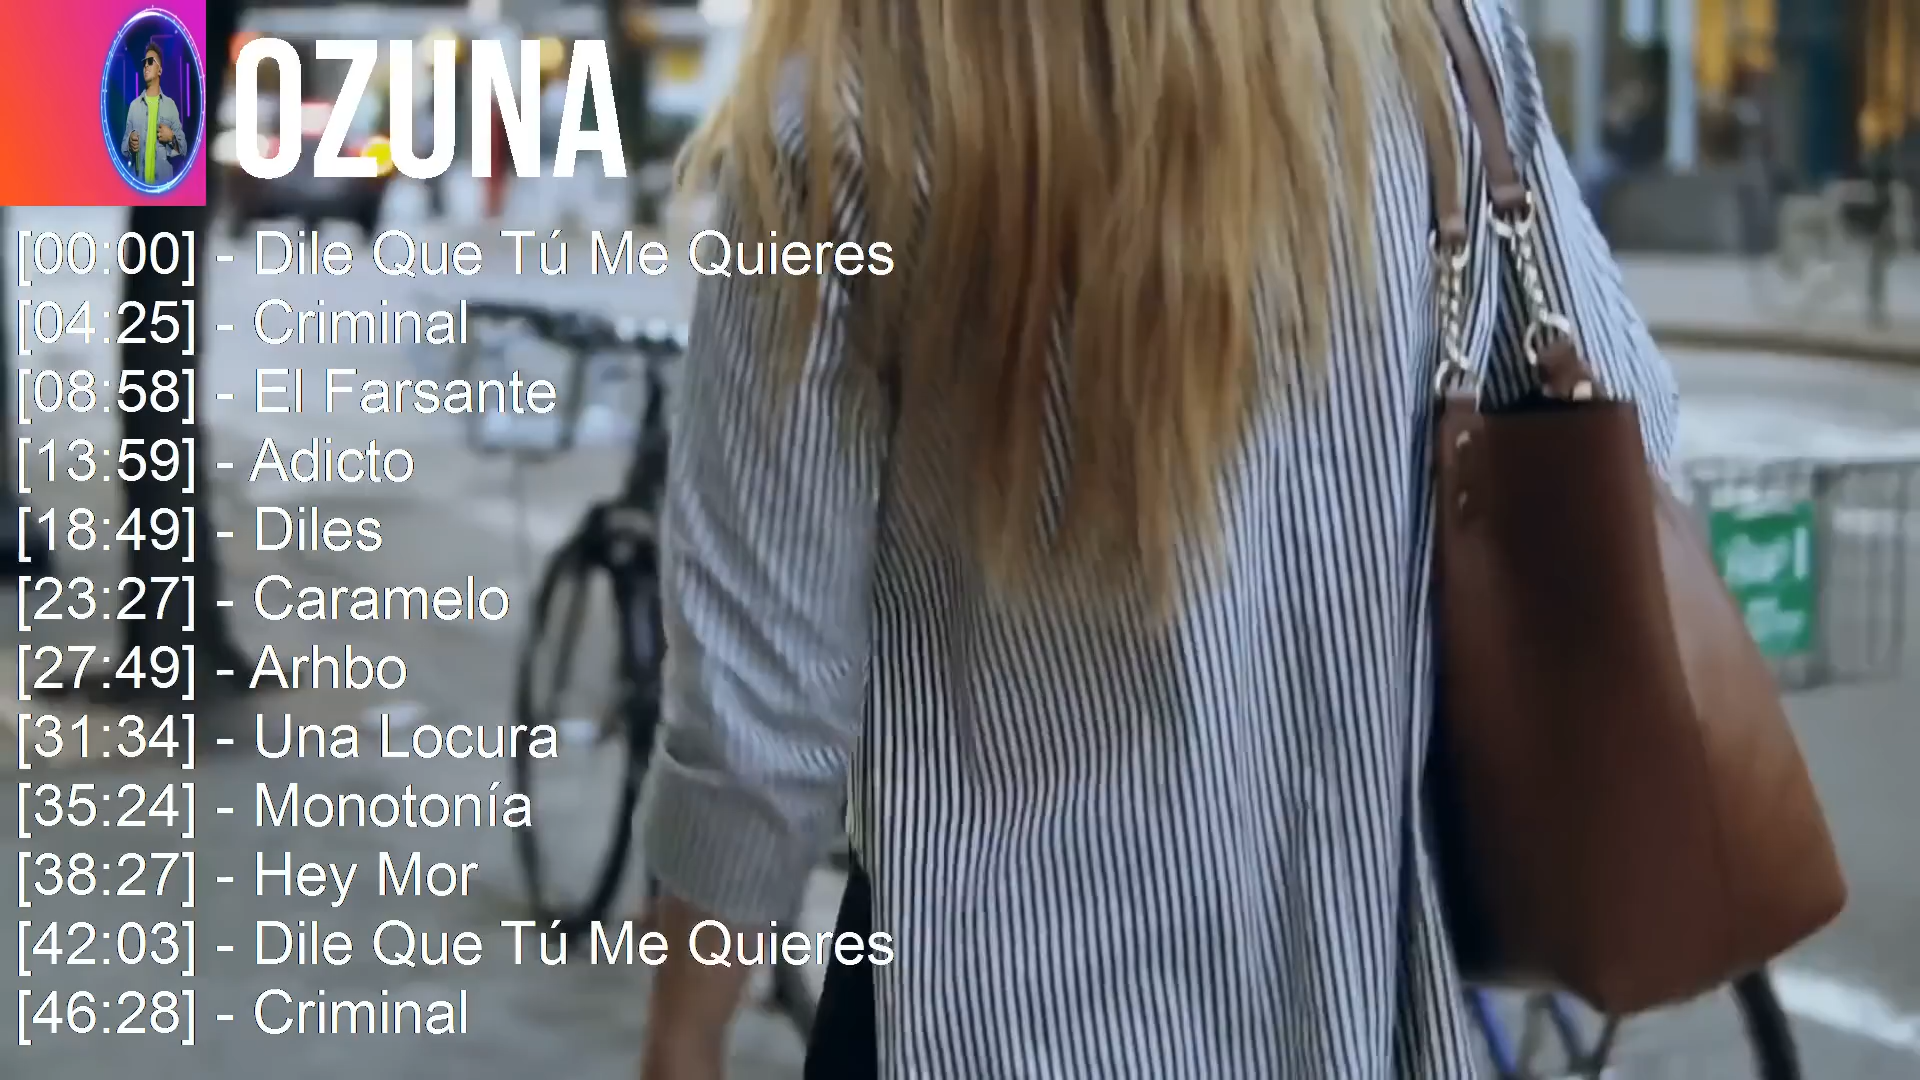 OZUNA
[00:00] - Dile Que Tú Me Quieres
[04:25] - Criminal
[08:58] - El Farsante
[13:59] - Adicto
[18:49] - Diles
[23:27] - Caramelo
[27:49] - Arhbo
[31:34] - Una Locura
[35:24] - Monotonía
[38:27] - Hey Mor
[42:03] - Dile Que Tú Me Quieres
[46:28] - Criminal